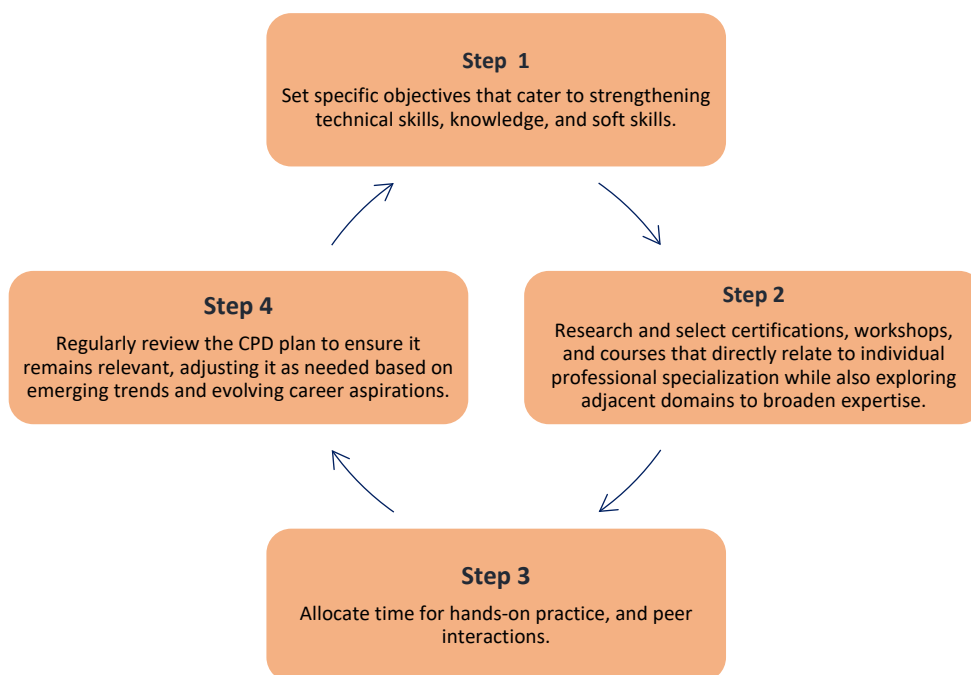 Step 1
Set specific objectives that cater to strengthening
technical skills, knowledge, and soft skills.
Step 2
Research and select certifications, workshops,
and courses that directly relate to individual
professional specialization while also exploring
adjacent domains to broaden expertise.
Step 3
Allocate time for hands-on practice, and peer
interactions.
Step 4
Regularly review the CPD plan to ensure it
remains relevant, adjusting it as needed based on
emerging trends and evolving career aspirations.